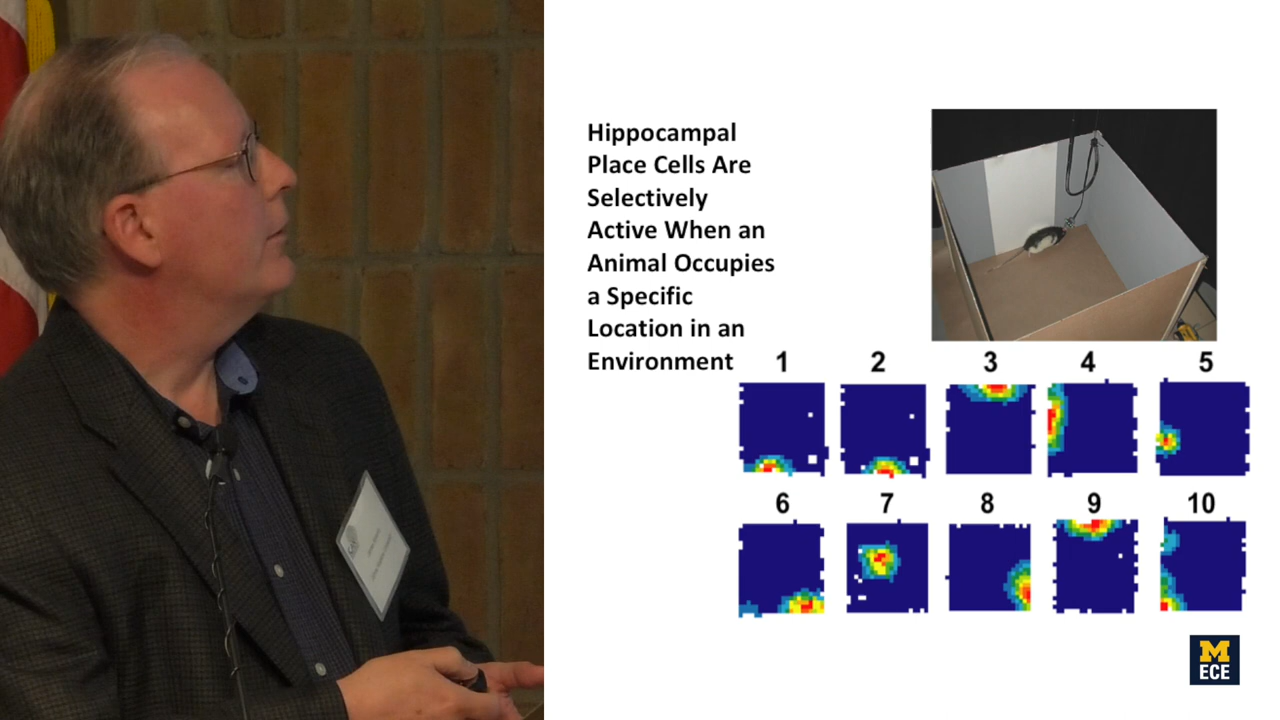 Hippocampal
Place Cells Are
Selectively
Active When an
Animal Occupies
a Specific
Location in an
Environment
1 2 3 4 5
6 7 8 9 10
M
ECE